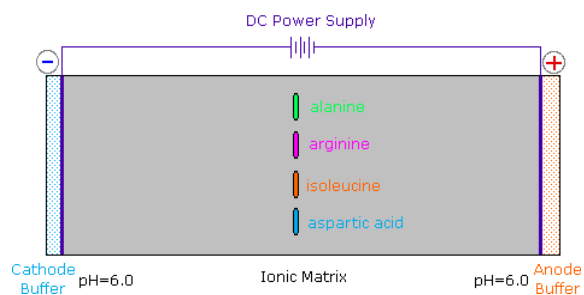 DC Power Supply
−
+
alanine
arginine
isoleucine
aspartic acid
Cathode
Buffer
pH=6.0
Ionic Matrix
pH=6.0
Anode
Buffer